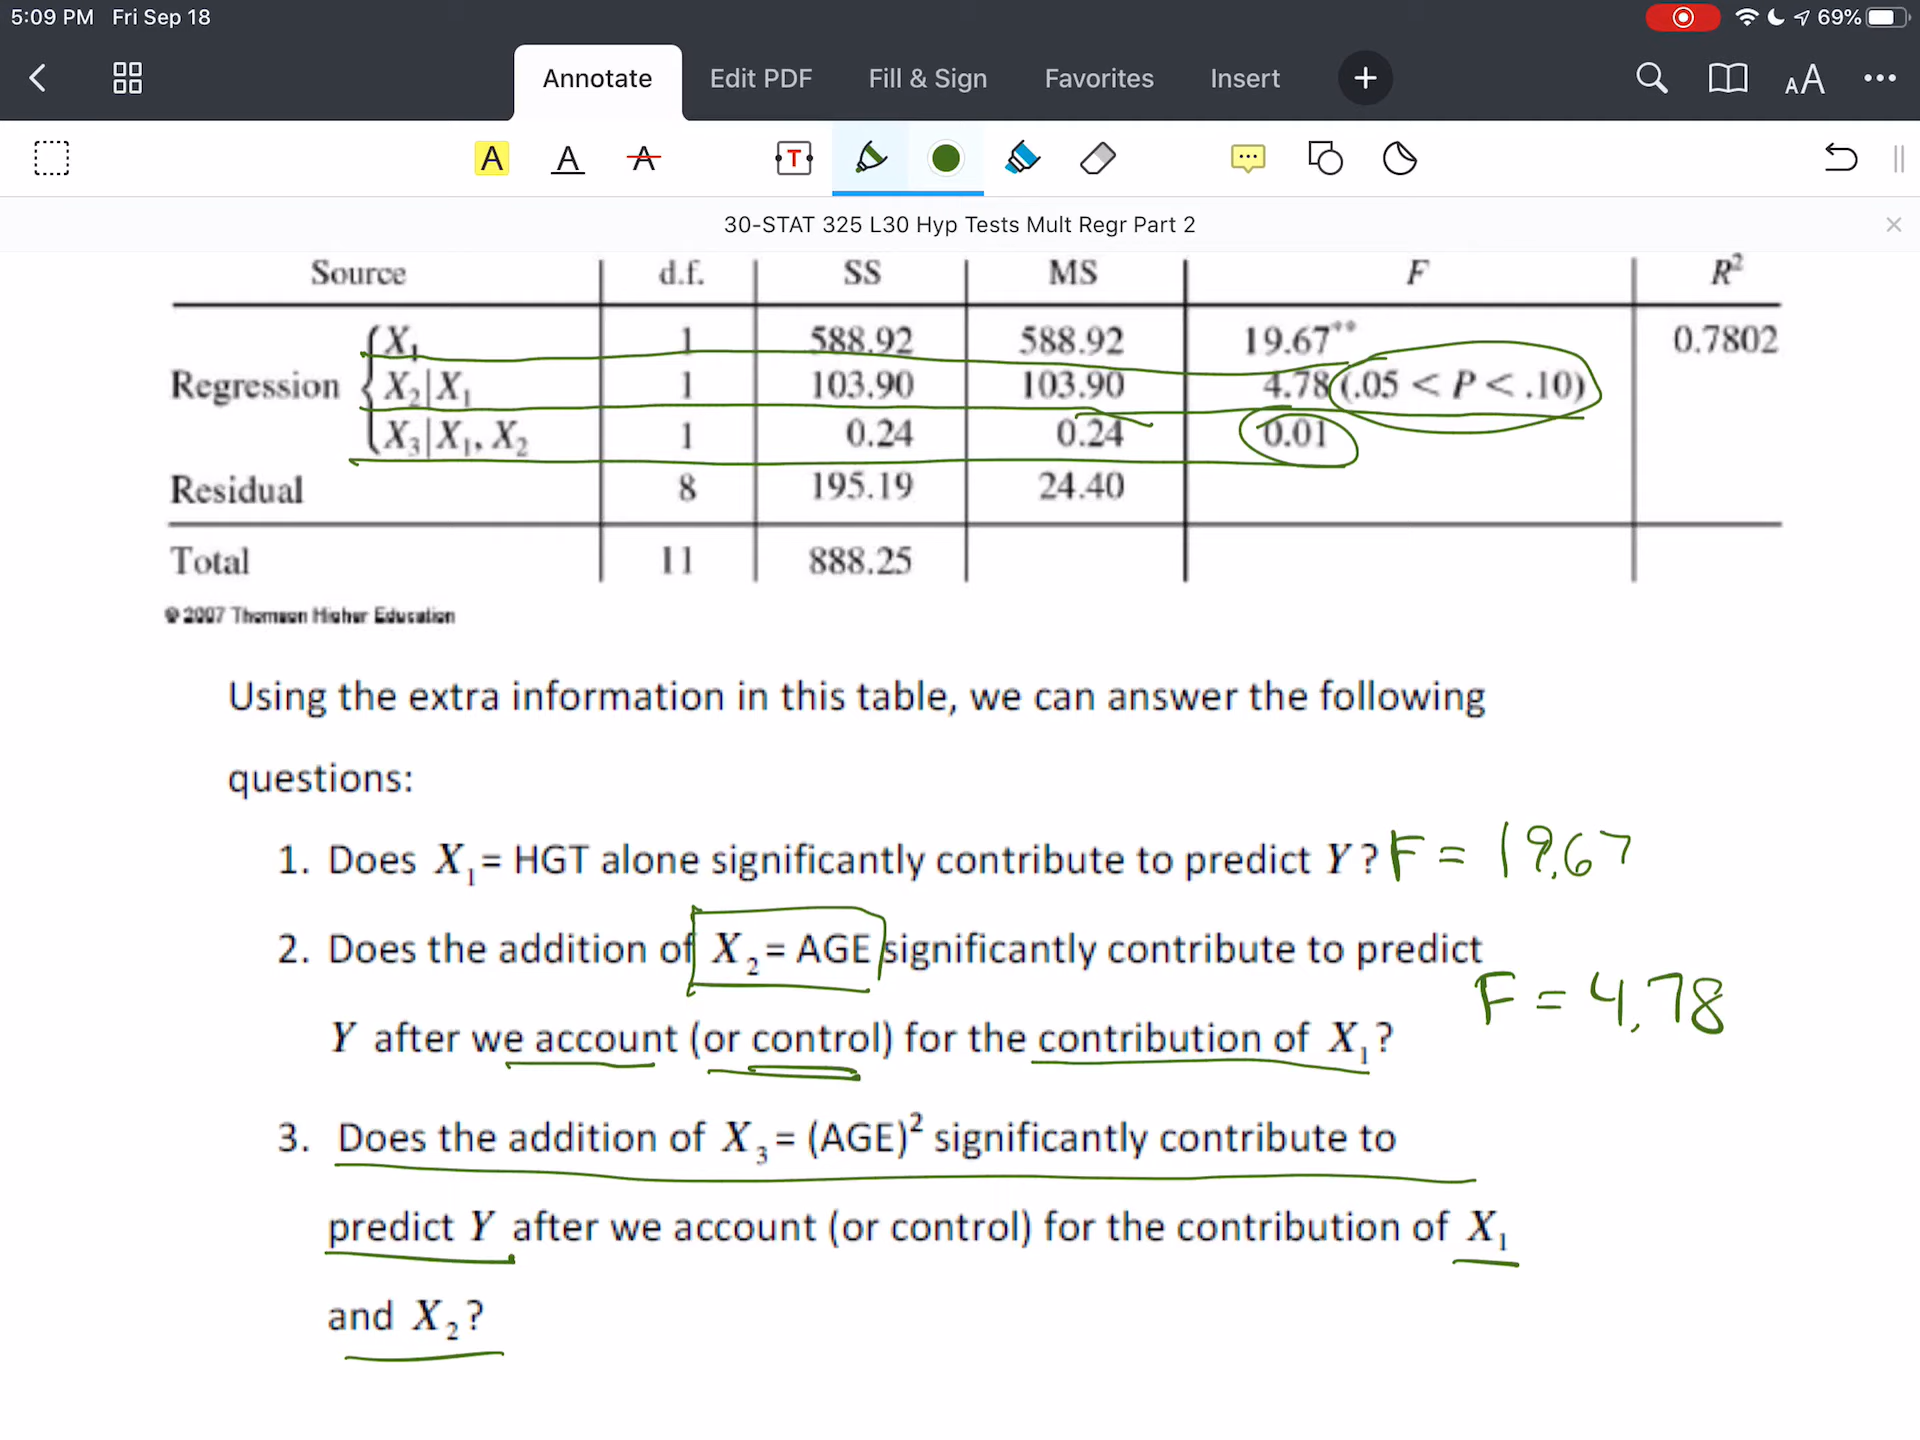 5:09 PM Fri Sep 18 69%
Annotate Edit PDF Fill & Sign Favorites Insert AA
A A A T
30-STAT 325 L30 Hyp Tests Mult Regr Part 2
Source d.f. SS MS F R²
X₁ 1 588.92 588.92 19.67** 0.7802
Regression X₂|X₁ 1 103.90 103.90 4.78 (.05 < P < .10)
X₃|X₁, X₂ 1 0.24 0.24 0.01
Residual 8 195.19 24.40
Total 11 888.25
© 2007 Thomson Higher Education
Using the extra information in this table, we can answer the following
questions:
1. Does X₁= HGT alone significantly contribute to predict Y? F = 19.67
2. Does the addition of X₂= AGE significantly contribute to predict
F = 4.78
Y after we account (or control) for the contribution of X₁?
3. Does the addition of X₃= (AGE)² significantly contribute to
predict Y after we account (or control) for the contribution of X₁
and X₂?